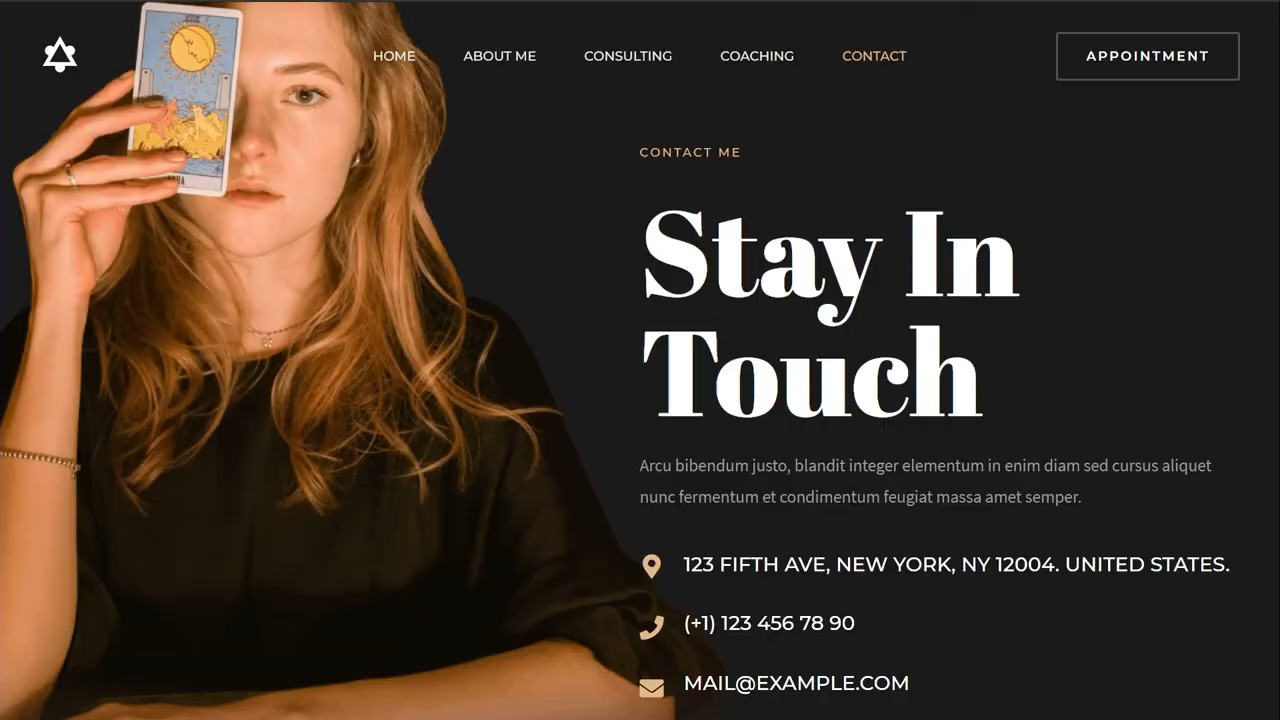 HOME ABOUT ME CONSULTING COACHING CONTACT APPOINTMENT
CONTACT ME
Stay In
Touch
Arcu bibendum justo, blandit integer elementum in enim diam sed cursus aliquet
nunc fermentum et condimentum feugiat massa amet semper.
123 FIFTH AVE, NEW YORK, NY 12004. UNITED STATES.
(+1) 123 456 78 90
MAIL@EXAMPLE.COM